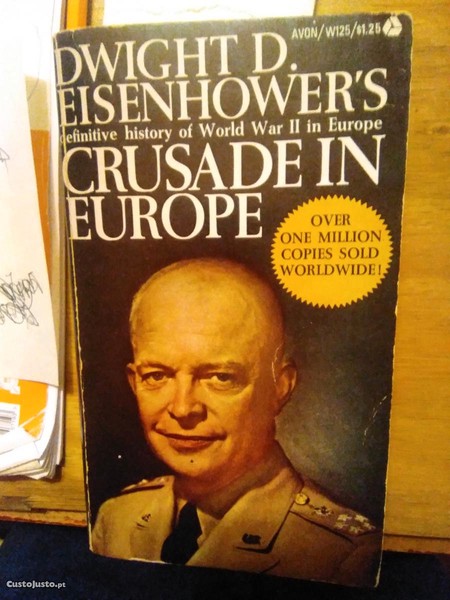 AVON/W125/$1.25
DWIGHT D.
EISENHOWER'S
definitive history of World War II in Europe
CRUSADE IN
EUROPE
OVER
ONE MILLION
COPIES SOLD
WORLDWIDE!
CustoJusto.pt